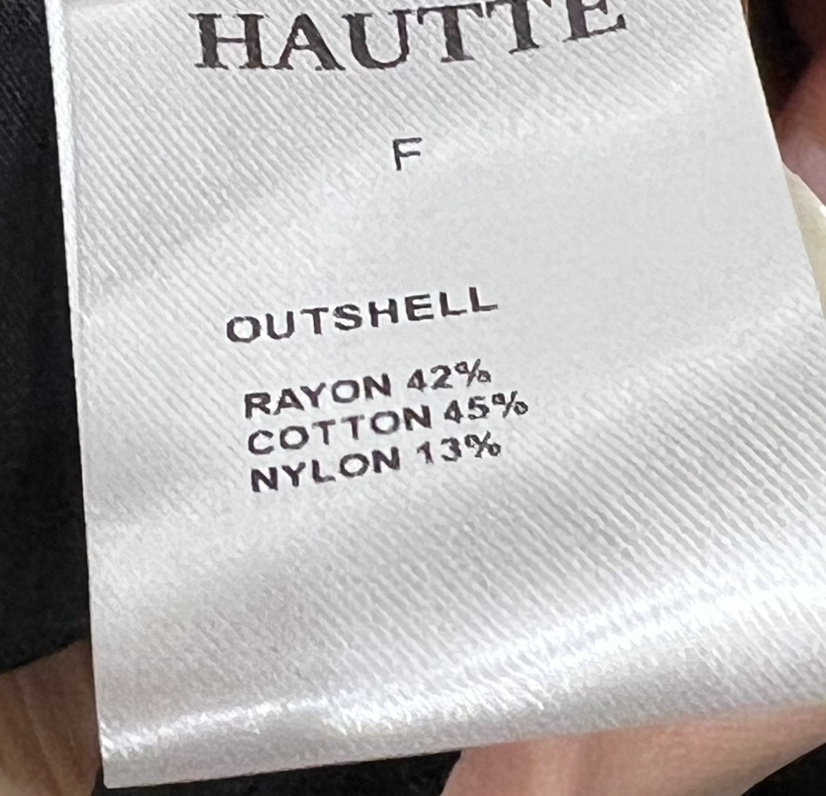 HAUTTE
F
OUTSHELL
RAYON 42%
COTTON 45%
NYLON 13%